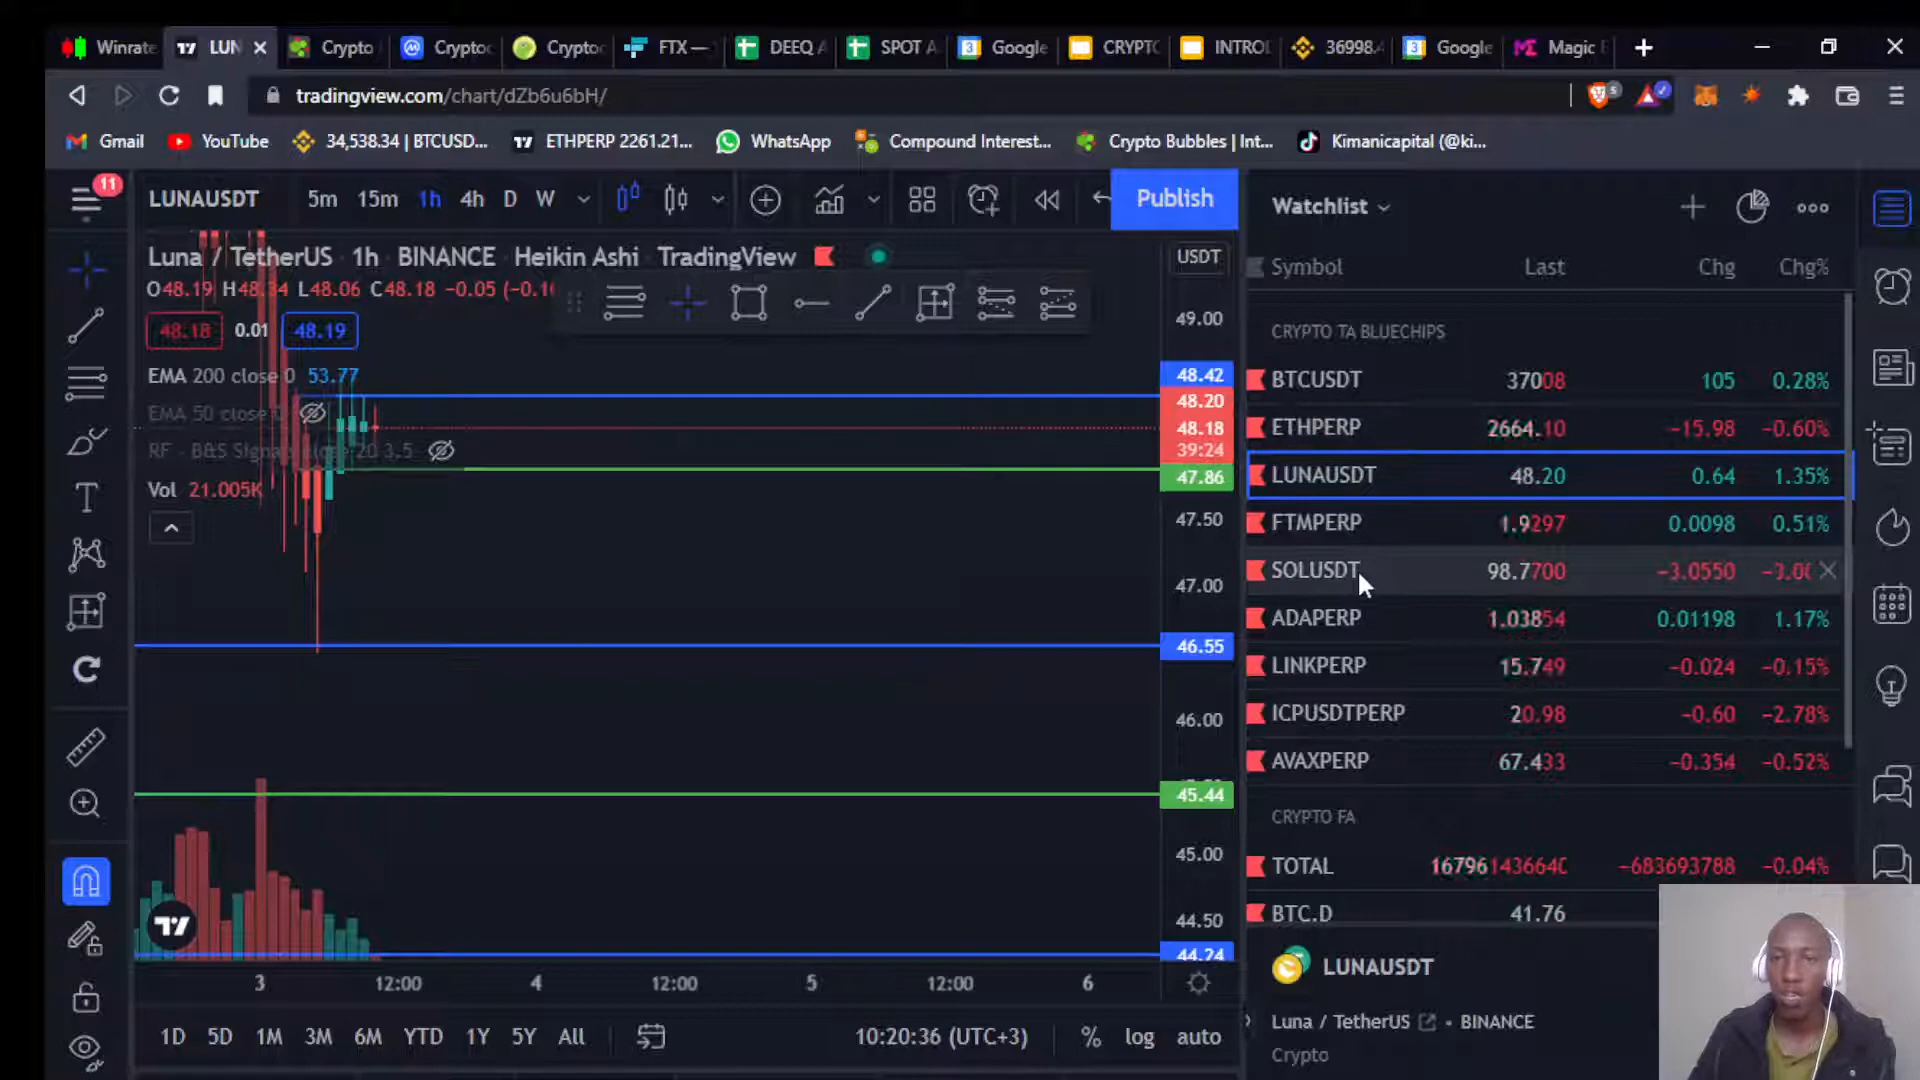 Winrate LUN Crypto Cryptoc Cryptoc FTX — DEEQ A SPOT A Google CRYPTO INTROD 36998.4 Google Magic
tradingview.com/chart/dZb6u6bH/
Gmail YouTube 34,538.34 | BTCUSD... ETHPERP 2261.21... WhatsApp Compound Interest... Crypto Bubbles | Int... Kimanicapital (@ki...
11
LUNAUSDT 5m 15m 1h 4h D W Publish
Luna / TetherUS · 1h · BINANCE · Heikin Ashi · TradingView
O48.19 H48.34 L48.06 C48.18 −0.05
48.18 0.01 48.19
EMA 200 close 0 53.77
EMA 50 close 0
RF - B&S Signals close 20 3.5
Vol 21.005K
USDT
49.00
48.42
48.20
48.18
39:24
47.86
47.50
47.00
46.55
46.00
45.44
45.00
44.50
44.24
3 12:00 4 12:00 5 12:00 6
1D 5D 1M 3M 6M YTD 1Y 5Y All 10:20:36 (UTC+3) % log auto
Watchlist
Symbol Last Chg Chg%
CRYPTO TA BLUECHIPS
BTCUSDT 37008 105 0.28%
ETHPERP 2664.10 −15.98 −0.60%
LUNAUSDT 48.20 0.64 1.35%
FTMPERP 1.9297 0.0098 0.51%
SOLUSDT 98.7700 −3.0550
ADAPERP 1.03854 0.01198 1.17%
LINKPERP 15.749 −0.024 −0.15%
ICPUSDTPERP 20.98 −0.60 −2.78%
AVAXPERP 67.433 −0.354 −0.52%
CRYPTO FA
TOTAL −683693788 −0.04%
BTC.D 41.76
LUNAUSDT
Luna / TetherUS • BINANCE
Crypto